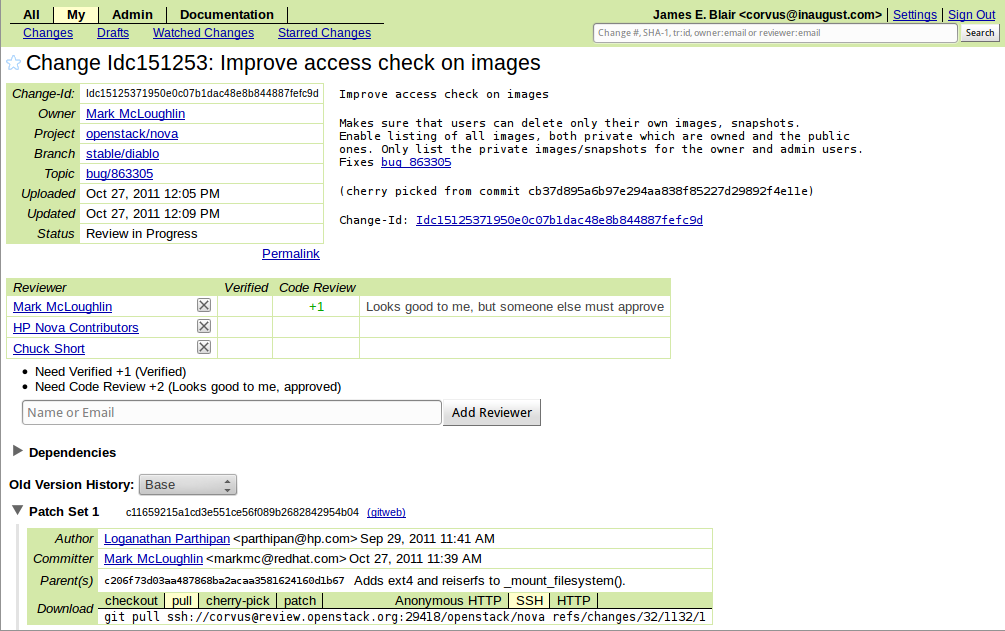 All My Admin Documentation
James E. Blair <corvus@inaugust.com> | Settings | Sign Out
Changes Drafts Watched Changes Starred Changes
Change #, SHA-1, tr:id, owner:email or reviewer:email Search
Change Idc151253: Improve access check on images
Change-Id: Idc15125371950e0c07b1dac48e8b844887fefc9d
Owner Mark McLoughlin
Project openstack/nova
Branch stable/diablo
Topic bug/863305
Uploaded Oct 27, 2011 12:05 PM
Updated Oct 27, 2011 12:09 PM
Status Review in Progress
Permalink
Improve access check on images
Makes sure that users can delete only their own images, snapshots.
Enable listing of all images, both private which are owned and the public
ones. Only list the private images/snapshots for the owner and admin users.
Fixes bug 863305
(cherry picked from commit cb37d895a6b97e294aa838f85227d29892f4e11e)
Change-Id: Idc15125371950e0c07b1dac48e8b844887fefc9d
Reviewer Verified Code Review
Mark McLoughlin +1 Looks good to me, but someone else must approve
HP Nova Contributors
Chuck Short
• Need Verified +1 (Verified)
• Need Code Review +2 (Looks good to me, approved)
Name or Email Add Reviewer
Dependencies
Old Version History: Base
Patch Set 1 c11659215a1cd3e551ce56f089b2682842954b04 (gitweb)
Author Loganathan Parthipan <parthipan@hp.com> Sep 29, 2011 11:41 AM
Committer Mark McLoughlin <markmc@redhat.com> Oct 27, 2011 11:39 AM
Parent(s) c206f73d03aa487868ba2acaa3581624160d1b67 Adds ext4 and reiserfs to _mount_filesystem().
Download checkout pull cherry-pick patch Anonymous HTTP SSH HTTP
git pull ssh://corvus@review.openstack.org:29418/openstack/nova refs/changes/32/1132/1